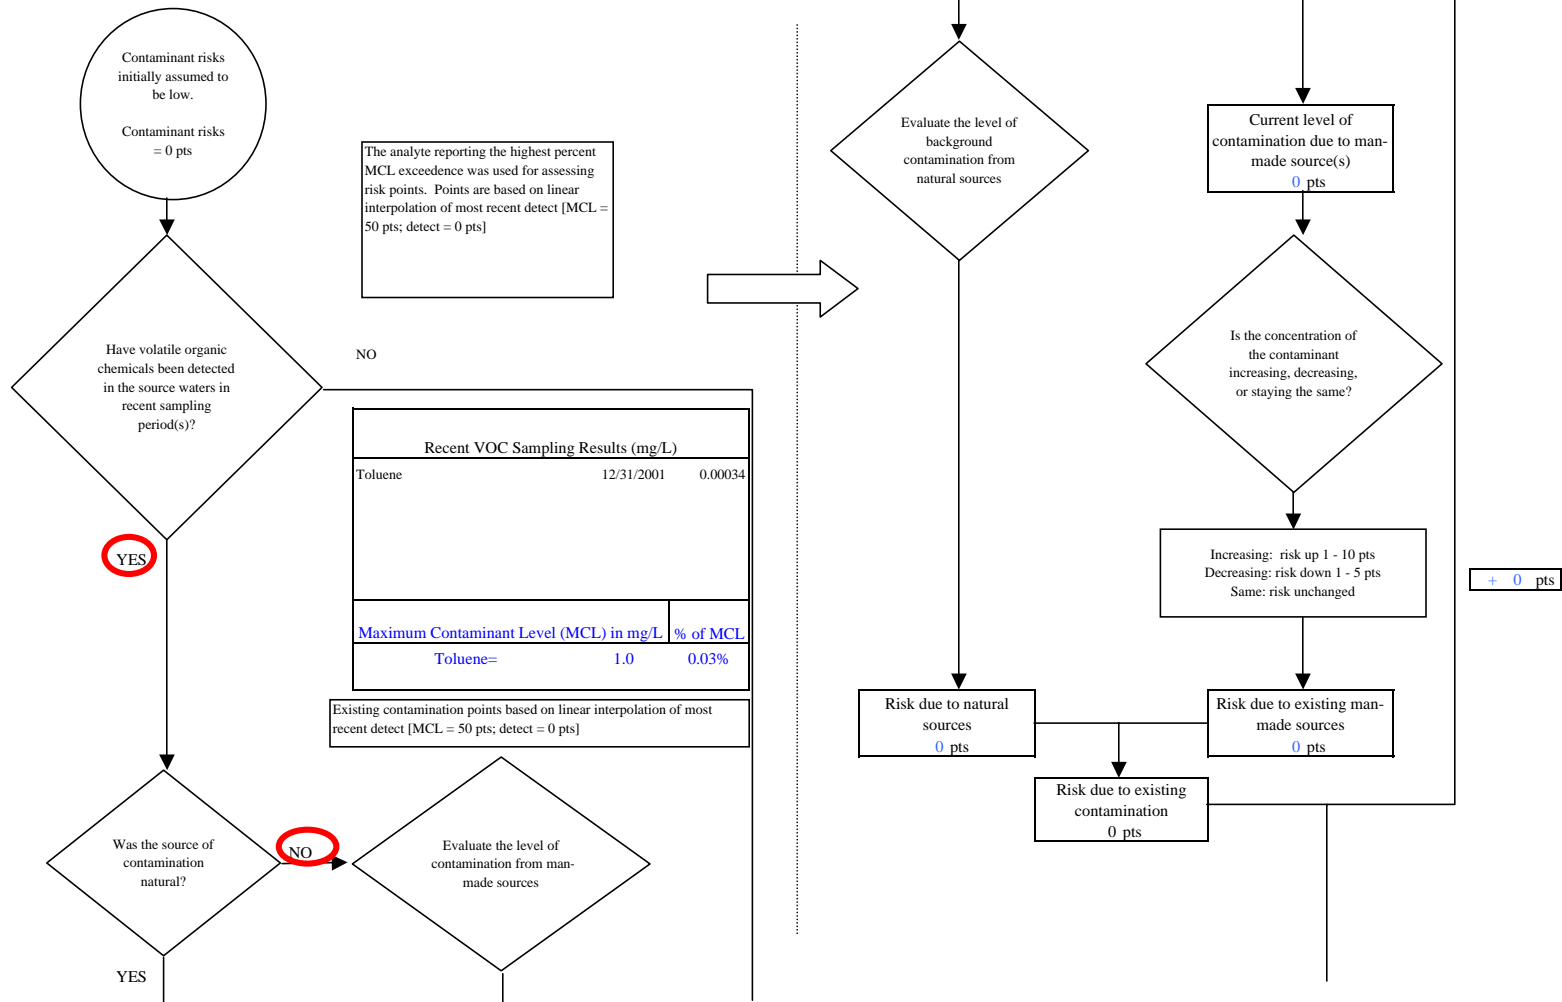 Contaminant risks
initially assumed to
be low.
Contaminant risks
= 0 pts
The analyte reporting the highest percent
MCL exceedence was used for assessing
risk points.  Points are based on linear
interpolation of most recent detect [MCL =
50 pts; detect = 0 pts]
Have volatile organic
chemicals been detected
in the source waters in
recent sampling
period(s)?
NO
Recent VOC Sampling Results (mg/L)
Toluene 12/31/2001 0.00034
YES
Maximum Contaminant Level (MCL) in mg/L % of MCL
Toluene= 1.0 0.03%
Existing contamination points based on linear interpolation of most
recent detect [MCL = 50 pts; detect = 0 pts]
Was the source of
contamination
natural?
NO
Evaluate the level of
contamination from man-
made sources
YES
Evaluate the level of
background
contamination from
natural sources
Current level of
contamination due to man-
made source(s)
0 pts
Is the concentration of
the contaminant
increasing, decreasing,
or staying the same?
Increasing:  risk up 1 - 10 pts
Decreasing: risk down 1 - 5 pts
Same: risk unchanged
+ 0 pts
Risk due to natural
sources
0 pts
Risk due to existing man-
made sources
0 pts
Risk due to existing
contamination
0 pts